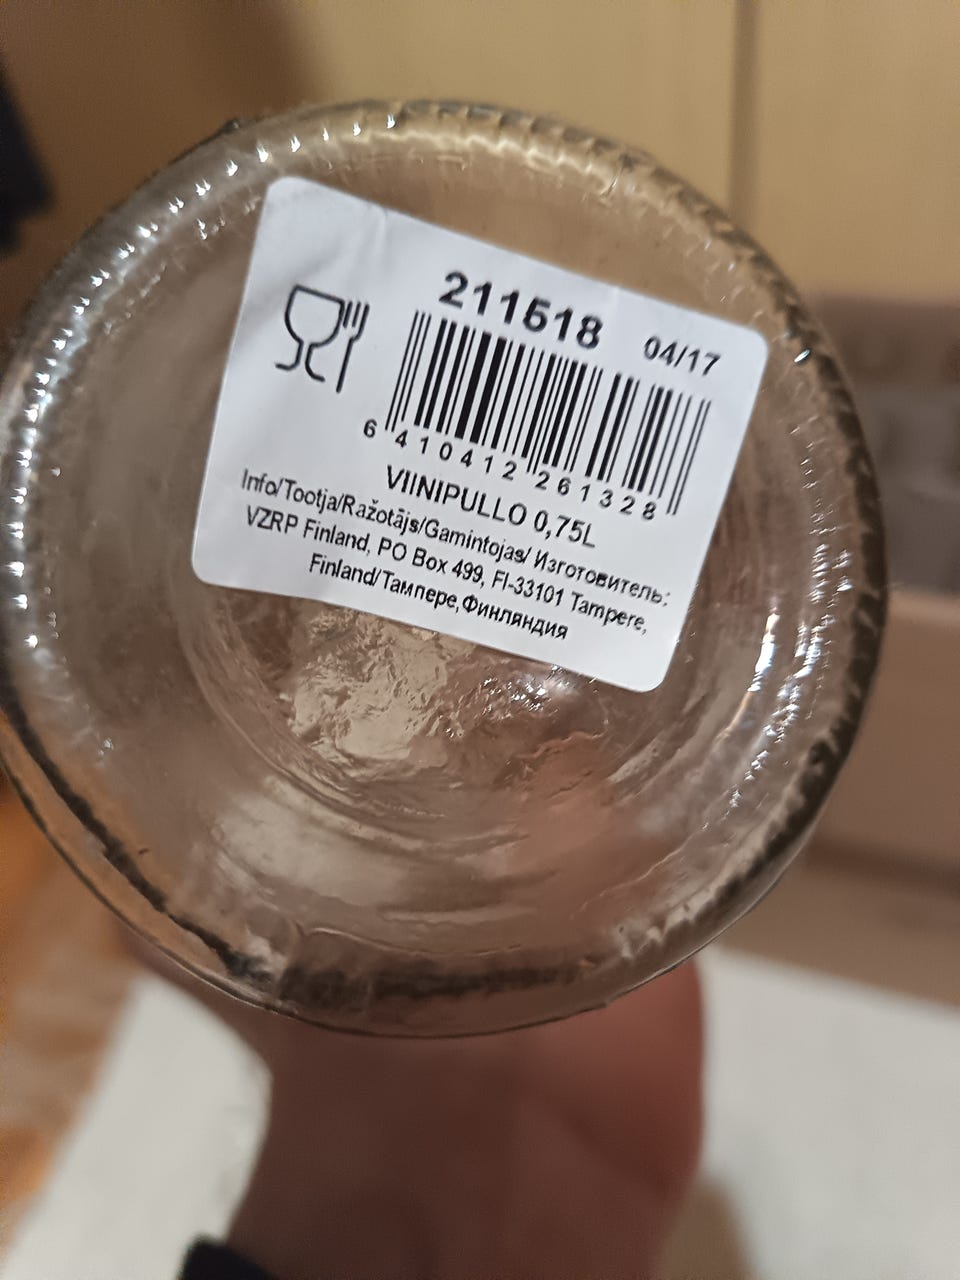 211518 04/17
6 410412 261328
VIINIPULLO 0,75L
Info/Tootja/Ražotājs/Gamintojas/ Изготовитель:
VZRP Finland, PO Box 499, FI-33101 Tampere,
Finland/Тампере,Финляндия